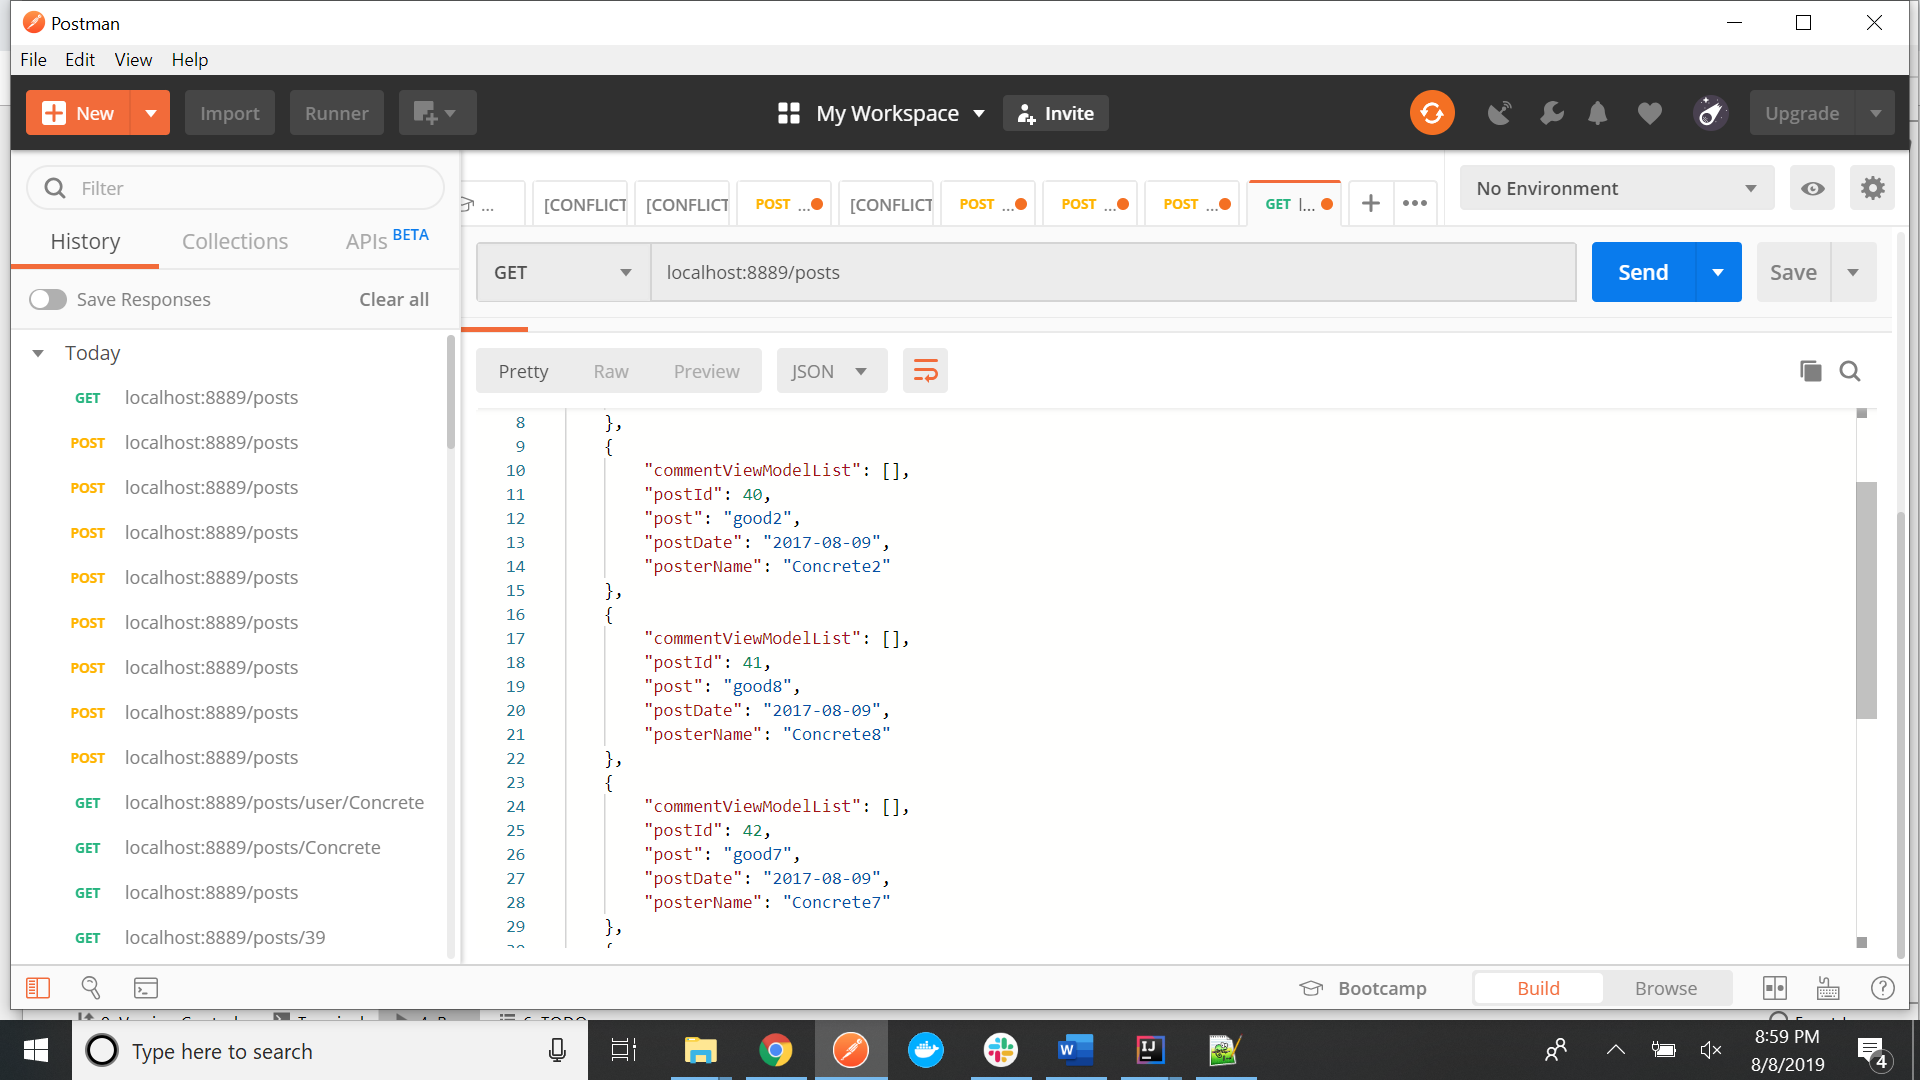 Postman
File Edit View Help
New Import Runner My Workspace Invite Upgrade
Filter
History Collections APIs BETA
Save Responses Clear all
Today
GET localhost:8889/posts
POST localhost:8889/posts
POST localhost:8889/posts
POST localhost:8889/posts
POST localhost:8889/posts
POST localhost:8889/posts
POST localhost:8889/posts
POST localhost:8889/posts
POST localhost:8889/posts
GET localhost:8889/posts/user/Concrete
GET localhost:8889/posts/Concrete
GET localhost:8889/posts
GET localhost:8889/posts/39
... [CONFLICT [CONFLICT POST ... [CONFLICT POST ... POST ... POST ... GET l... No Environment
GET localhost:8889/posts Send Save
Pretty Raw Preview JSON
8 },
9 {
10 "commentViewModelList": [],
11 "postId": 40,
12 "post": "good2",
13 "postDate": "2017-08-09",
14 "posterName": "Concrete2"
15 },
16 {
17 "commentViewModelList": [],
18 "postId": 41,
19 "post": "good8",
20 "postDate": "2017-08-09",
21 "posterName": "Concrete8"
22 },
23 {
24 "commentViewModelList": [],
25 "postId": 42,
26 "post": "good7",
27 "postDate": "2017-08-09",
28 "posterName": "Concrete7"
29 },
Bootcamp Build Browse
Type here to search
8:59 PM
8/8/2019
4